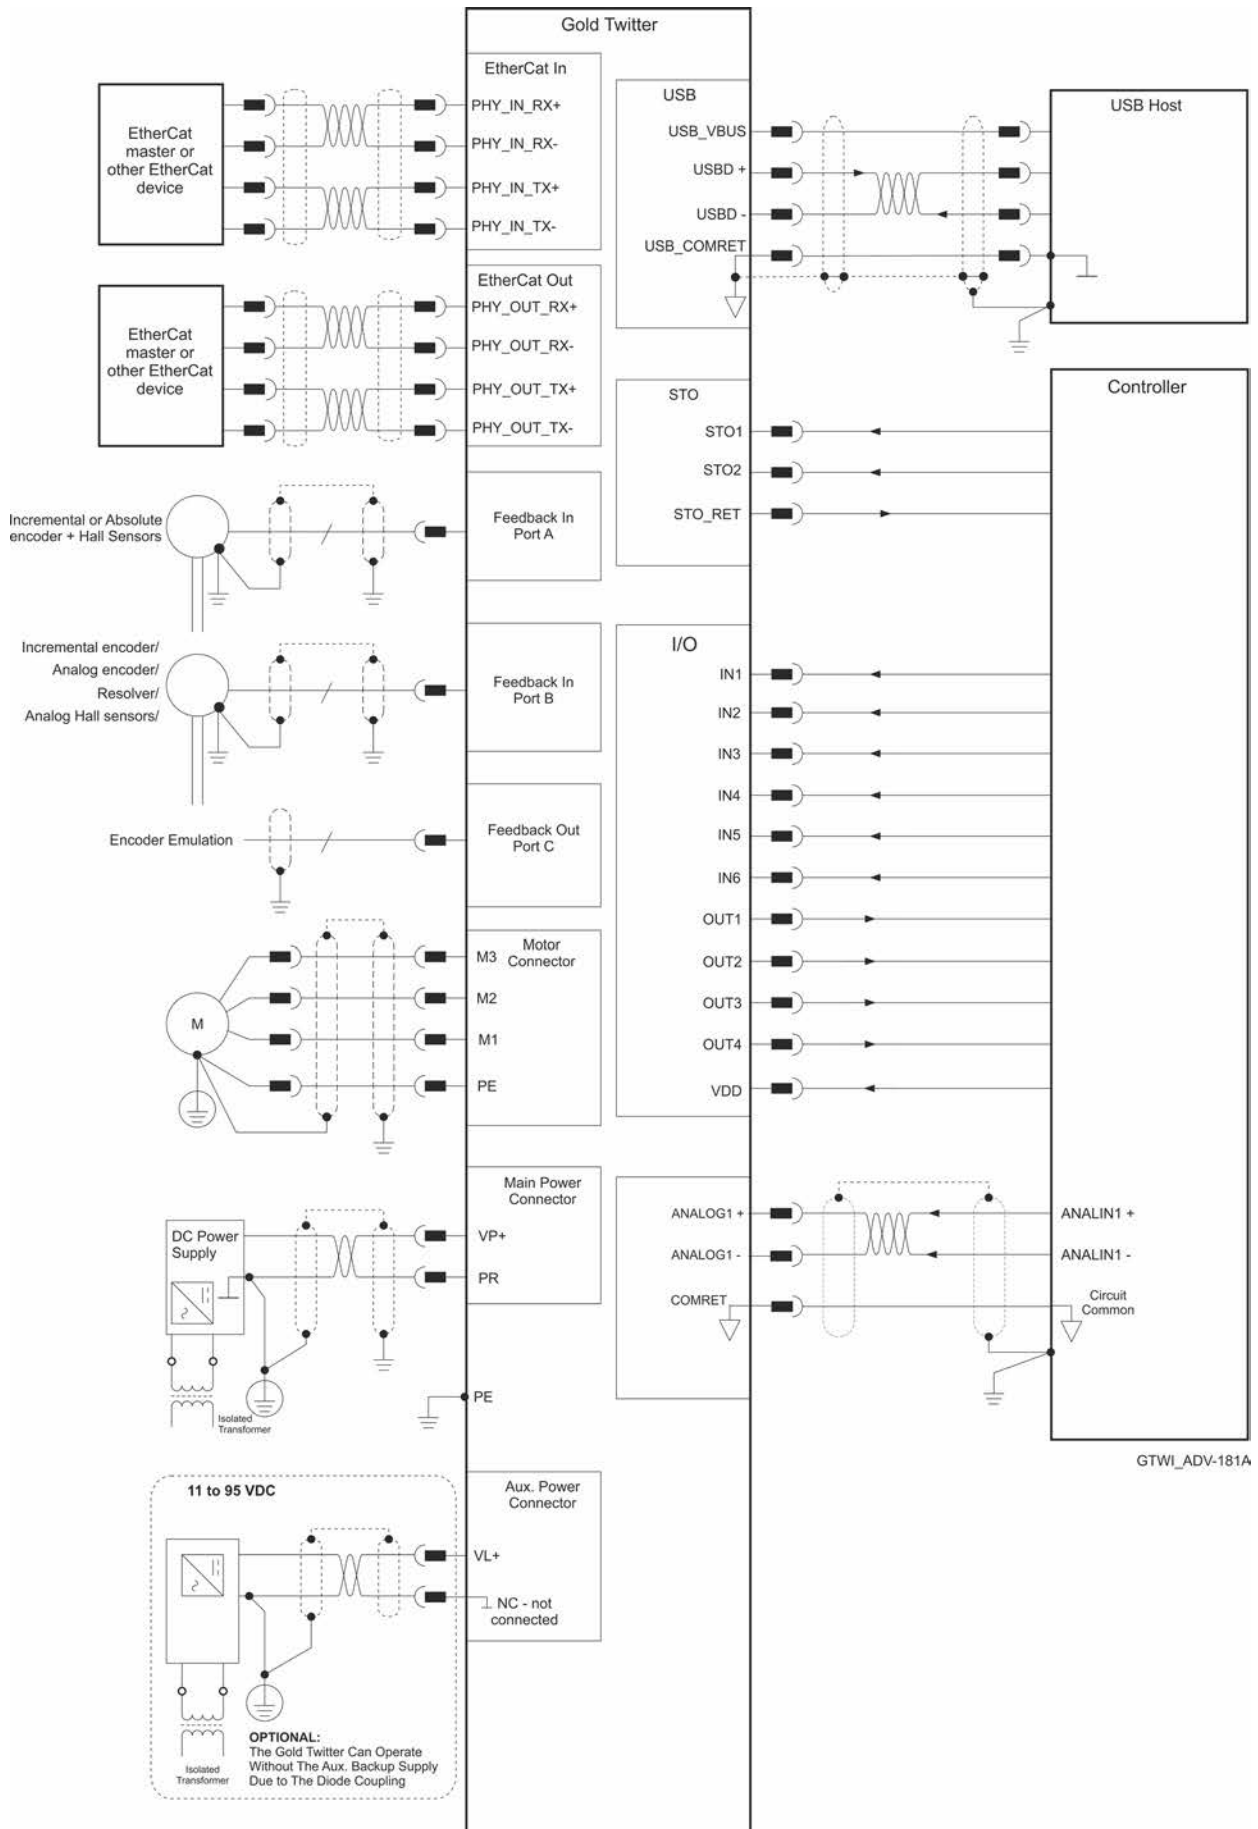 Gold Twitter
EtherCat In
PHY_IN_RX+
PHY_IN_RX-
PHY_IN_TX+
PHY_IN_TX-
EtherCat
master or
other EtherCat
device
EtherCat Out
PHY_OUT_RX+
PHY_OUT_RX-
PHY_OUT_TX+
PHY_OUT_TX-
EtherCat
master or
other EtherCat
device
Incremental or Absolute
encoder + Hall Sensors
Feedback In
Port A
Incremental encoder/
Analog encoder/
Resolver/
Analog Hall sensors/
Feedback In
Port B
Encoder Emulation
Feedback Out
Port C
Motor
Connector
M3
M2
M1
PE
M
Main Power
Connector
VP+
PR
DC Power
Supply
Isolated
Transformer
PE
11 to 95 VDC
Aux. Power
Connector
VL+
NC - not
connected
Isolated
Transformer
OPTIONAL:
The Gold Twitter Can Operate
Without The Aux. Backup Supply
Due to The Diode Coupling
USB
USB_VBUS
USBD +
USBD -
USB_COMRET
USB Host
STO
STO1
STO2
STO_RET
Controller
I/O
IN1
IN2
IN3
IN4
IN5
IN6
OUT1
OUT2
OUT3
OUT4
VDD
ANALOG1 +
ANALOG1 -
COMRET
ANALIN1 +
ANALIN1 -
Circuit
Common
GTWI_ADV-181A